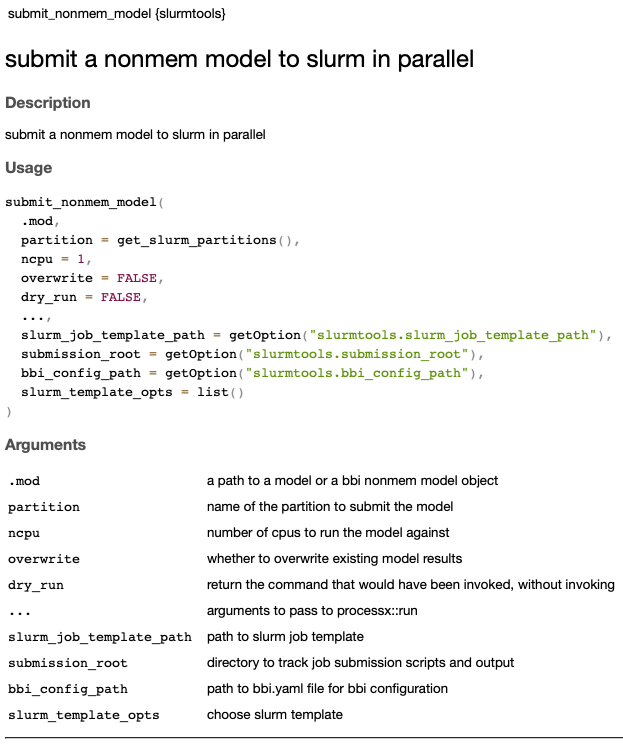 submit_nonmem_model {slurmtools}
submit a nonmem model to slurm in parallel
Description
submit a nonmem model to slurm in parallel
Usage
submit_nonmem_model(
  .mod,
  partition = get_slurm_partitions(),
  ncpu = 1,
  overwrite = FALSE,
  dry_run = FALSE,
  ...,
  slurm_job_template_path = getOption("slurmtools.slurm_job_template_path"),
  submission_root = getOption("slurmtools.submission_root"),
  bbi_config_path = getOption("slurmtools.bbi_config_path"),
  slurm_template_opts = list()
)
Arguments
.mod a path to a model or a bbi nonmem model object
partition name of the partition to submit the model
ncpu number of cpus to run the model against
overwrite whether to overwrite existing model results
dry_run return the command that would have been invoked, without invoking
... arguments to pass to processx::run
slurm_job_template_path path to slurm job template
submission_root directory to track job submission scripts and output
bbi_config_path path to bbi.yaml file for bbi configuration
slurm_template_opts choose slurm template